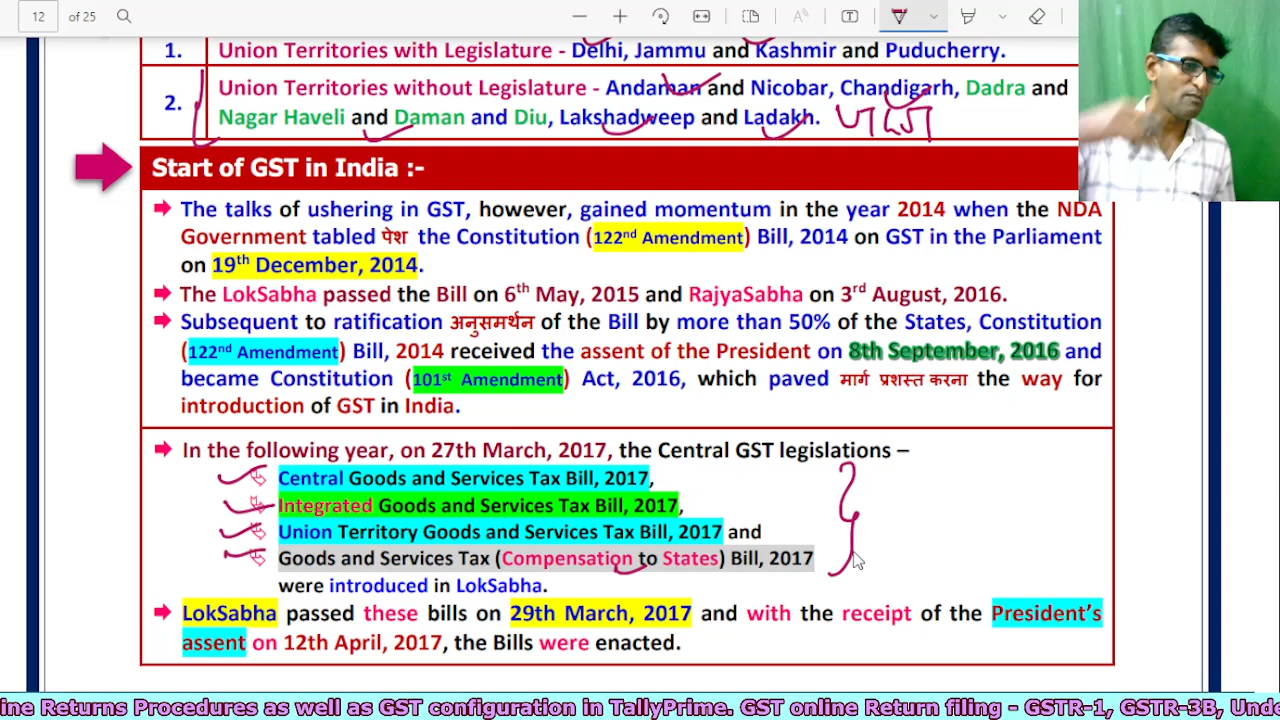 12 of 25
1. Union Territories with Legislature - Delhi, Jammu and Kashmir and Puducherry.
2. Union Territories without Legislature - Andaman and Nicobar, Chandigarh, Dadra and
Nagar Haveli and Daman and Diu, Lakshadweep and Ladakh.
Start of GST in India :-
The talks of ushering in GST, however, gained momentum in the year 2014 when the NDA
Government tabled पेश the Constitution (122nd Amendment) Bill, 2014 on GST in the Parliament
on 19th December, 2014.
The LokSabha passed the Bill on 6th May, 2015 and RajyaSabha on 3rd August, 2016.
Subsequent to ratification अनुसमर्थन of the Bill by more than 50% of the States, Constitution
(122nd Amendment) Bill, 2014 received the assent of the President on 8th September, 2016 and
became Constitution (101st Amendment) Act, 2016, which paved मार्ग प्रशस्त करना the way for
introduction of GST in India.
In the following year, on 27th March, 2017, the Central GST legislations –
Central Goods and Services Tax Bill, 2017,
Integrated Goods and Services Tax Bill, 2017,
Union Territory Goods and Services Tax Bill, 2017 and
Goods and Services Tax (Compensation to States) Bill, 2017
were introduced in LokSabha.
LokSabha passed these bills on 29th March, 2017 and with the receipt of the President's
assent on 12th April, 2017, the Bills were enacted.
ine Returns Procedures as well as GST configuration in TallyPrime. GST online Return filing - GSTR-1, GSTR-3B, Unde